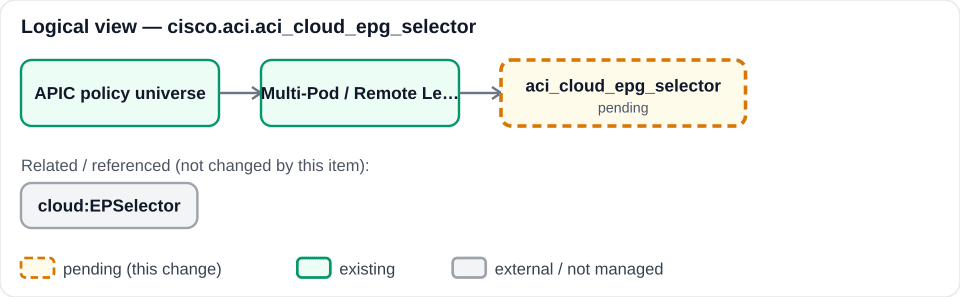 Logical view — cisco.aci.aci_cloud_epg_selector
APIC policy universe
Multi-Pod / Remote Le…
aci_cloud_epg_selector
pending
Related / referenced (not changed by this item):
cloud:EPSelector
pending (this change)
existing
external / not managed